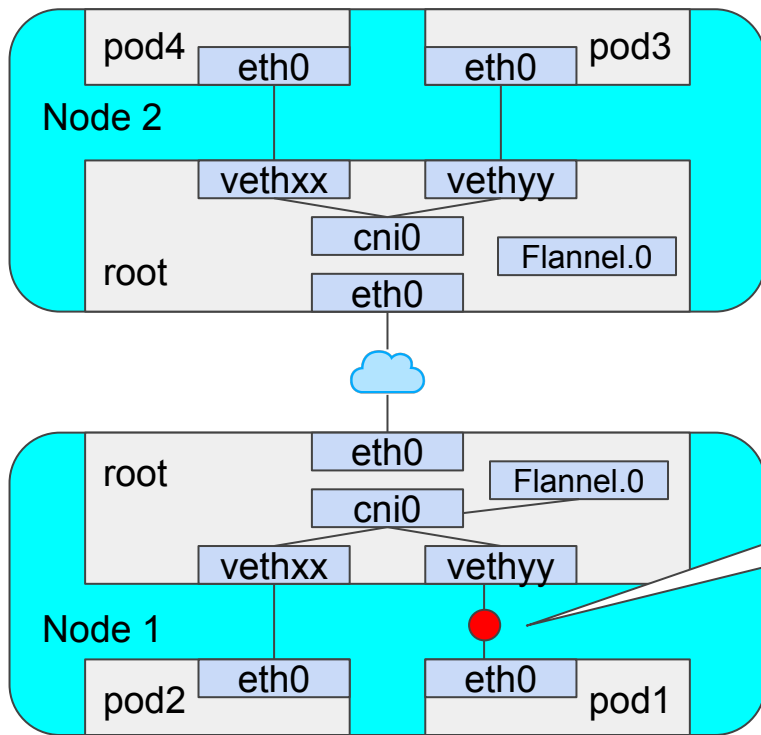 pod4
eth0
eth0
pod3
Node 2
vethxx
vethyy
cni0
Flannel.0
root
eth0
eth0
root
Flannel.0
cni0
vethxx
vethyy
Node 1
eth0
eth0
pod2
pod1